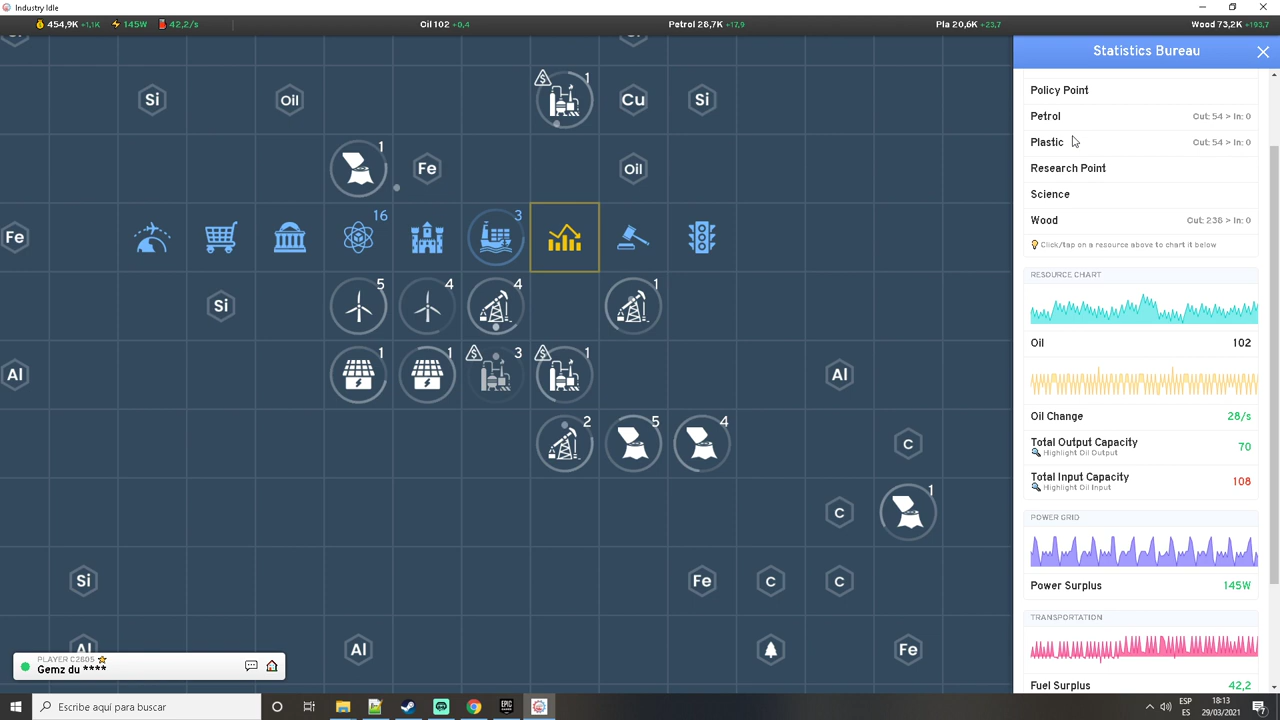 Industry Idle
454,9K +1,1K 145W 42,2/s Oil 102 +0,4 Petrol 28,7K +17,9 Pla 20,6K +23,7 Wood 73,2K +193,7
Statistics Bureau
Policy Point
Petrol Out: 54 > In: 0
Plastic Out: 54 > In: 0
Research Point
Science
Wood Out: 238 > In: 0
Click/tap on a resource above to chart it below
RESOURCE CHART
Oil 102
Oil Change 28/s
Total Output Capacity 70
Highlight Oil Output
Total Input Capacity 108
Highlight Oil Input
POWER GRID
Power Surplus 145W
TRANSPORTATION
Fuel Surplus 42,2
Si Oil 1 Cu Si
1 Fe Oil
Fe 16 3
Si 5 4 4 1
Al 1 1 3 1 Al
2 5 4 C
C 1
Si Fe C C
Al Al Fe
PLAYER C2605
Gemz du ****
Escribe aquí para buscar
ESP
ES
18:13
29/03/2021